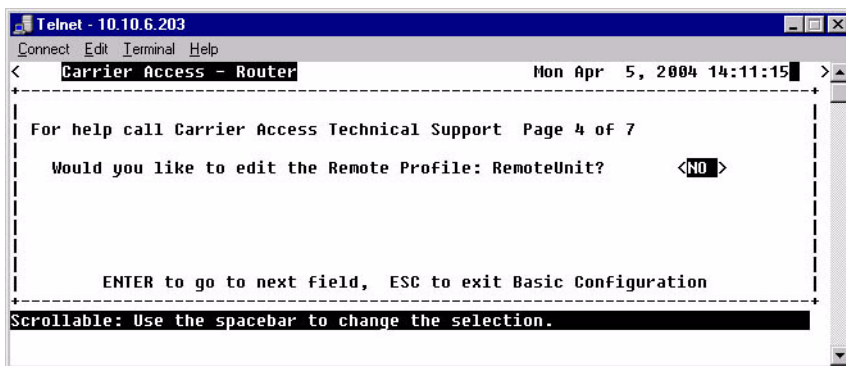 Telnet - 10.10.6.203
Connect Edit Terminal Help
< Carrier Access - Router Mon Apr 5, 2004 14:11:15 >
For help call Carrier Access Technical Support Page 4 of 7
Would you like to edit the Remote Profile: RemoteUnit? <NO >
ENTER to go to next field, ESC to exit Basic Configuration
Scrollable: Use the spacebar to change the selection.